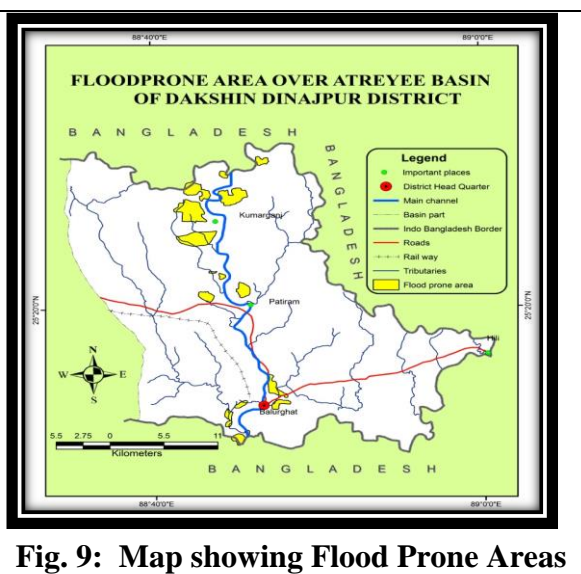 88°40'0"E
89°0'0"E
FLOODPRONE AREA OVER ATREYEE BASIN
OF DAKSHIN DINAJPUR DISTRICT
BANGLADESH
BANGLADESH
Legend
Important places
District Head Quarter
Main channel
Basin part
Indo Bangladesh Border
Roads
Rail way
Tributaries
Flood prone area
Kumarganj
Patiram
25°20'0"N
25°20'0"N
Hili
N
W
E
S
Balurghat
5.5 2.75 0 5.5 11
Kilometers
BANGLADESH
88°40'0"E
89°0'0"E
Fig. 9: Map showing Flood Prone Areas